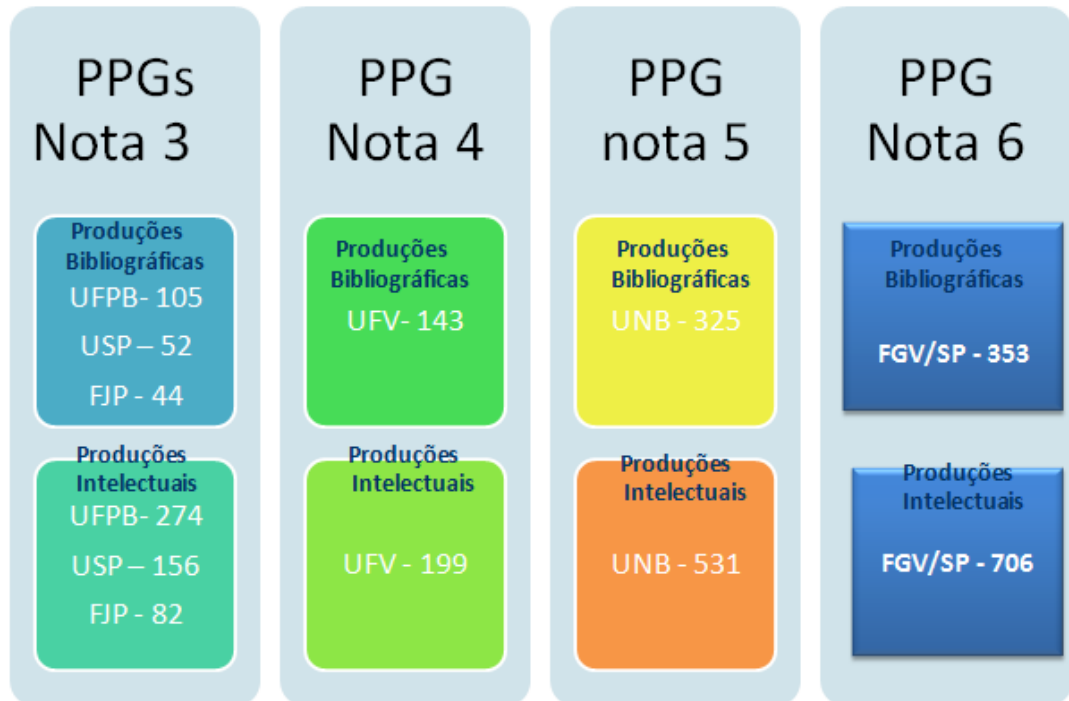 PPGs
Nota 3
Produções
Bibliográficas
UFPB- 105
USP – 52
FJP - 44
Produções
Intelectuais
UFPB- 274
USP – 156
FJP - 82
PPG
Nota 4
Produções
Bibliográficas
UFV- 143
Produções
Intelectuais
UFV - 199
PPG
nota 5
Produções
Bibliográficas
UNB - 325
Produções
Intelectuais
UNB - 531
PPG
Nota 6
Produções
Bibliográficas
FGV/SP - 353
Produções
Intelectuais
FGV/SP - 706